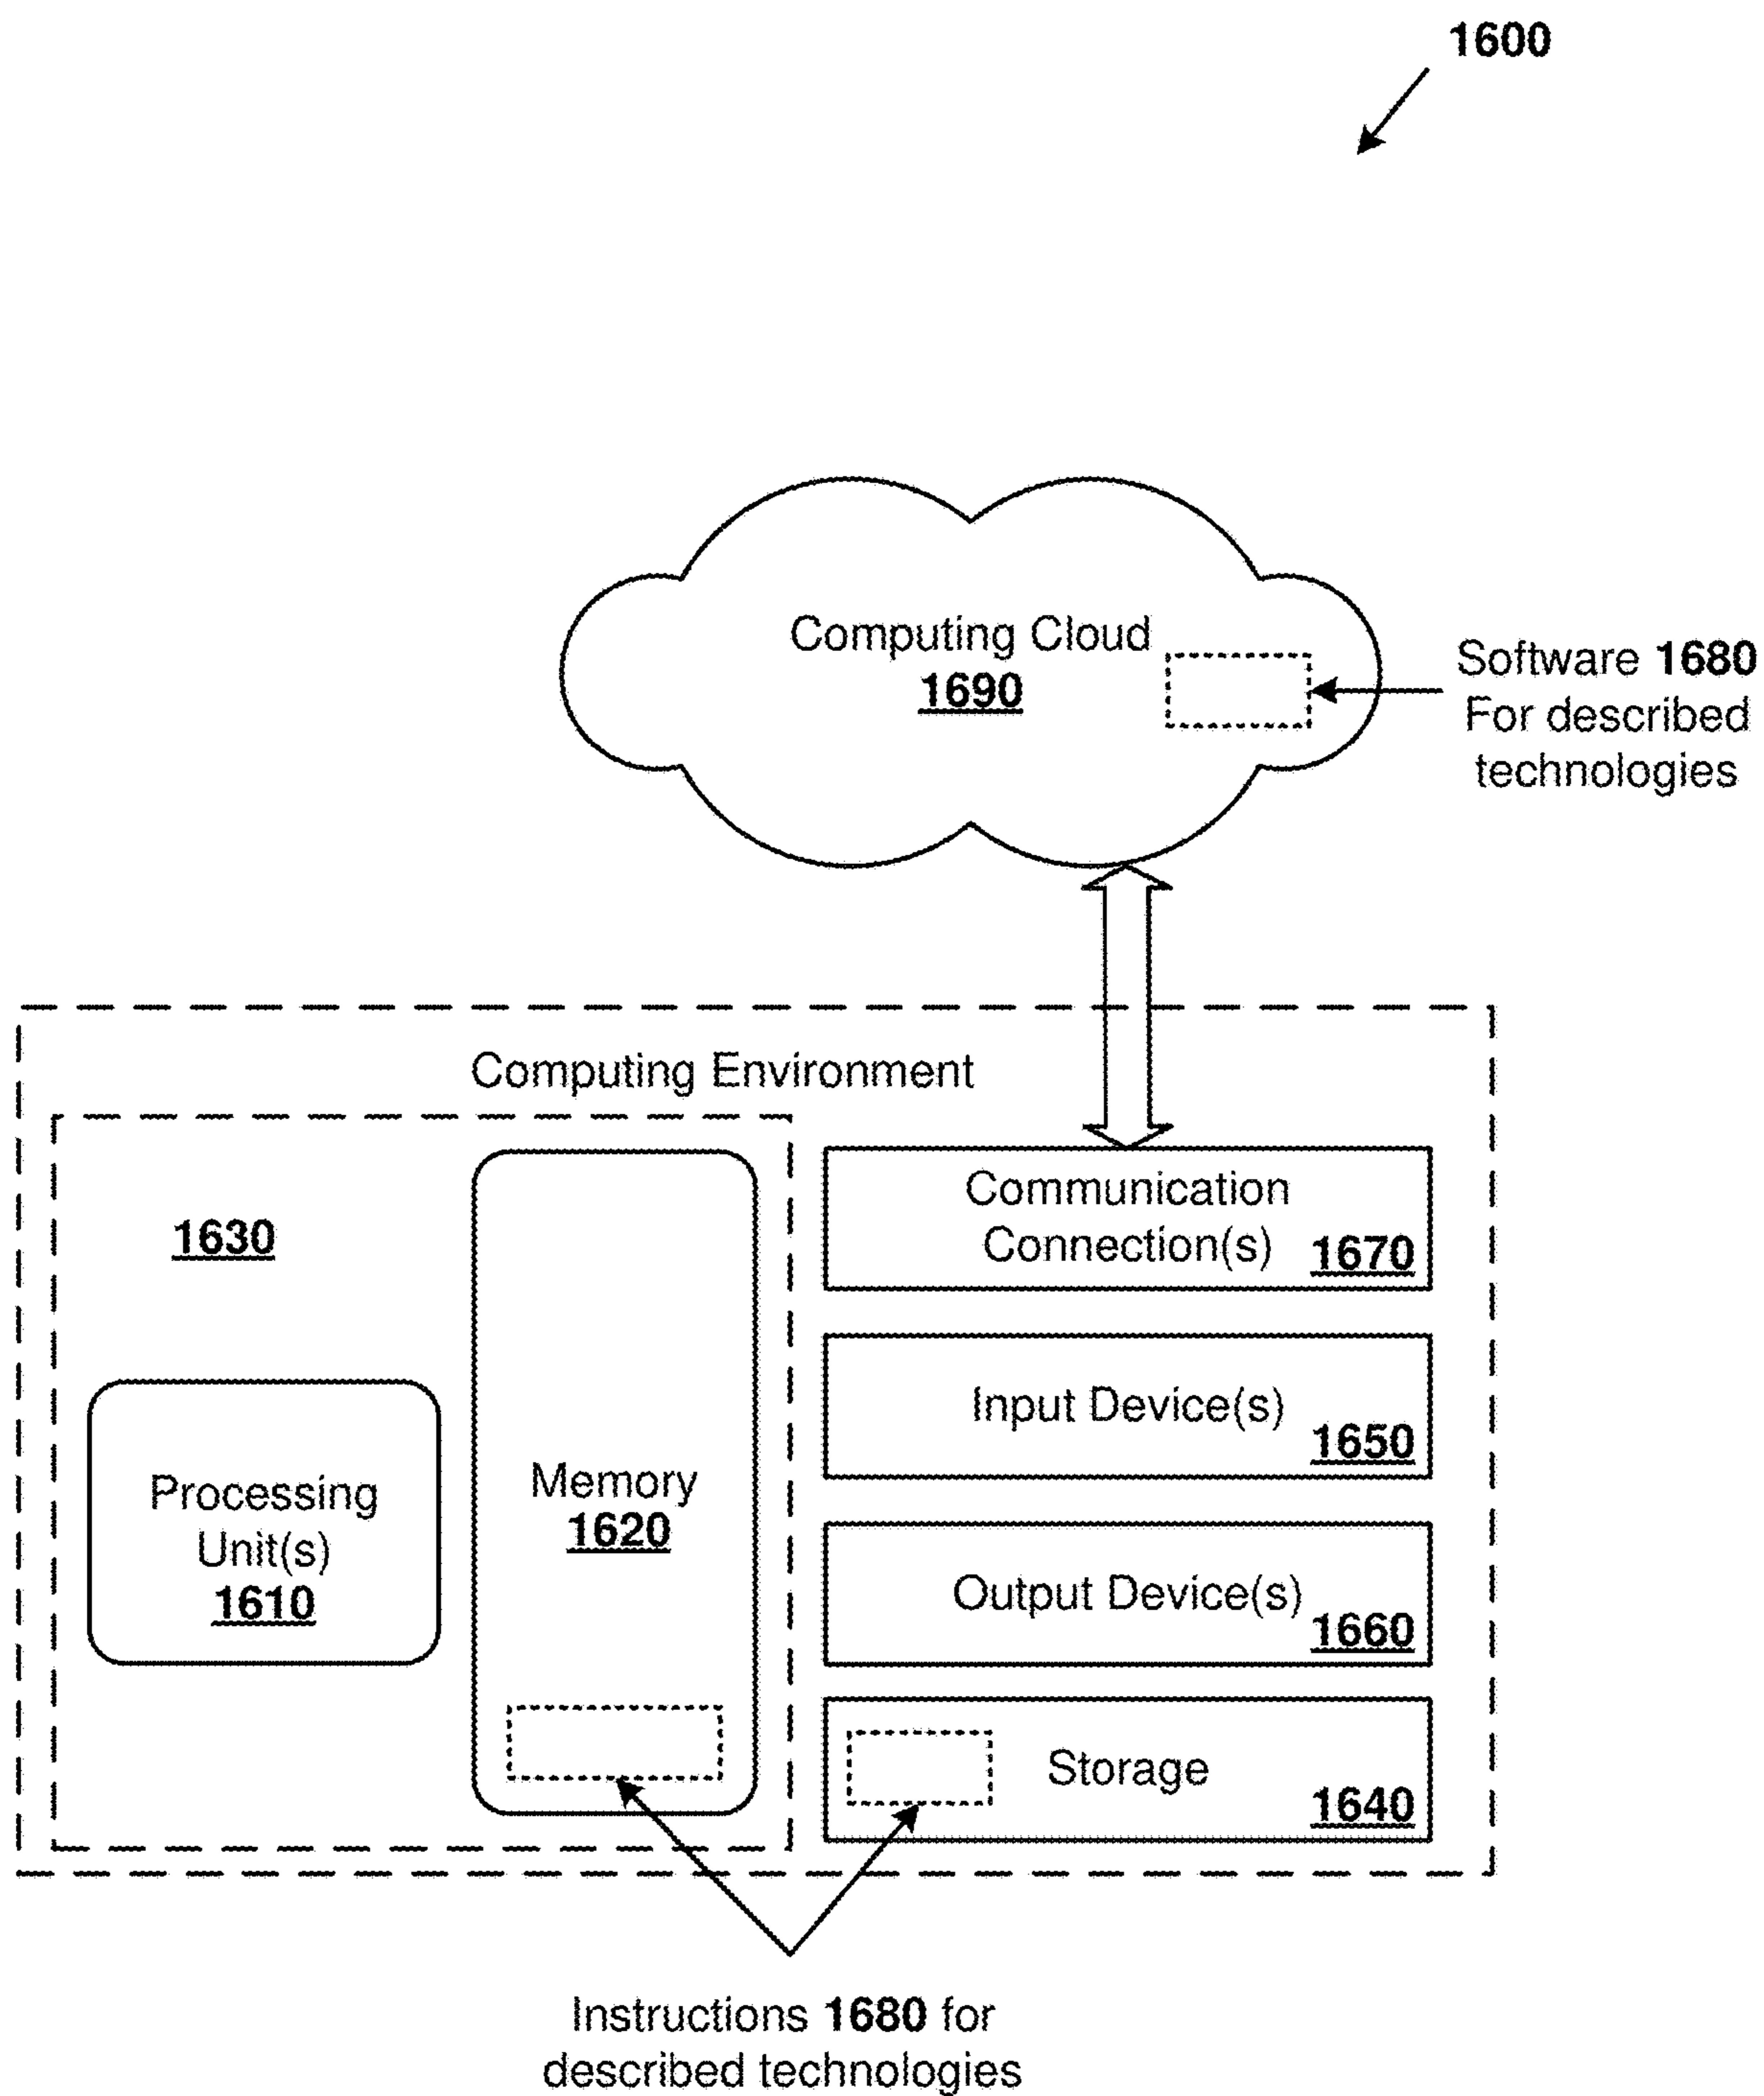 1600
Computing Cloud
1690
Software 1680
For described
technologies
Computing Environment
1630
Processing
Unit(s)
1610
Memory
1620
Communication
Connection(s)
1670
Input Device(s)
1650
Output Device(s)
1660
Storage
1640
Instructions 1680 for
described technologies